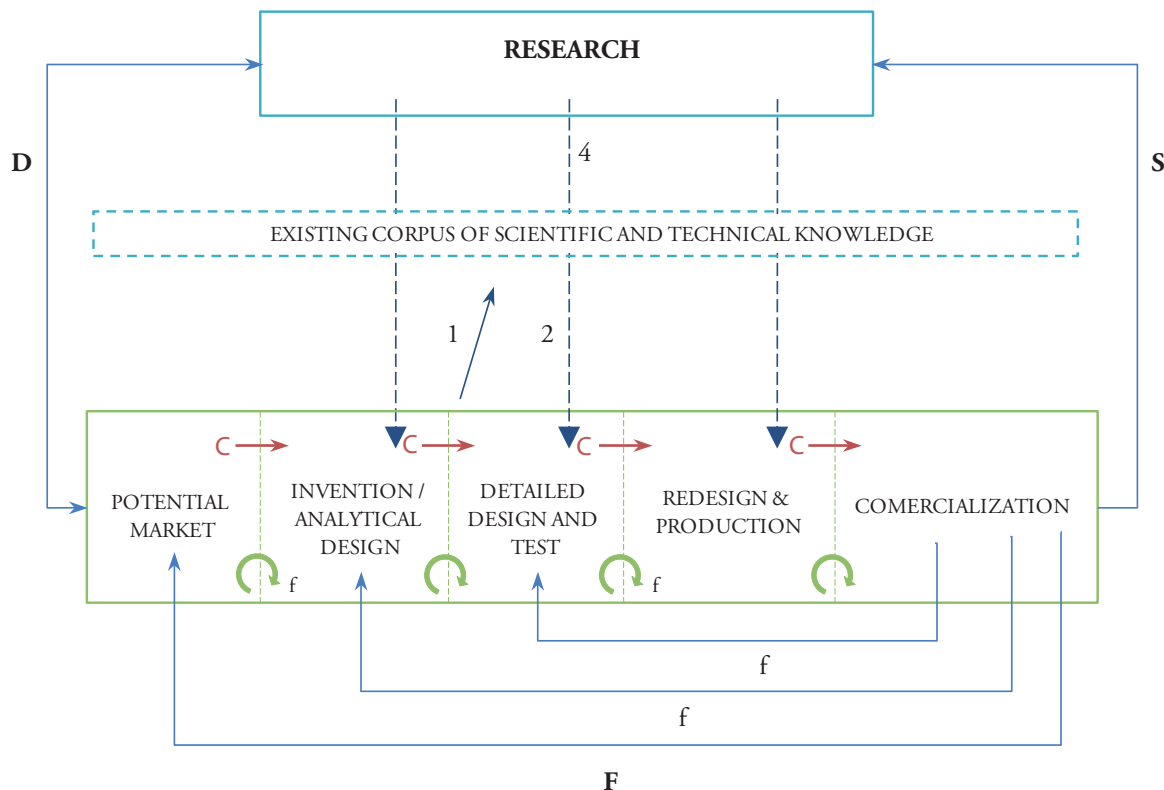 RESEARCH
D
S
4
EXISTING CORPUS OF SCIENTIFIC AND TECHNICAL KNOWLEDGE
1
2
C
C
C
C
POTENTIAL
MARKET
INVENTION /
ANALYTICAL
DESIGN
DETAILED
DESIGN AND
TEST
REDESIGN &
PRODUCTION
COMERCIALIZATION
f
f
f
f
F